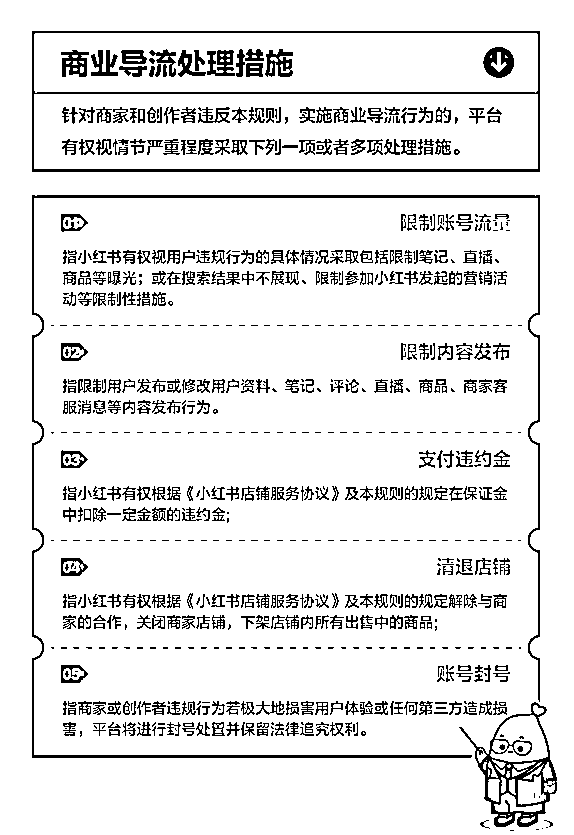 商业导流处理措施
针对商家和创作者违反本规则，实施商业导流行为的，平台
有权视情节严重程度采取下列一项或者多项处理措施。
01
限制账号流量
指小红书有权视用户违规行为的具体情况采取包括限制笔记、直播、
商品等曝光；或在搜索结果中不展现、限制参加小红书发起的营销活
动等限制性措施。
02
限制内容发布
指限制用户发布或修改用户资料、笔记、评论、直播、商品、商家客
服消息等内容发布行为。
03
支付违约金
指小红书有权根据《小红书店铺服务协议》及本规则的规定在保证金
中扣除一定金额的违约金;
04
清退店铺
指小红书有权根据《小红书店铺服务协议》及本规则的规定解除与商
家的合作，关闭商家店铺，下架店铺内所有出售中的商品;
05
账号封号
指商家或创作者违规行为若极大地损害用户体验或任何第三方造成损
害，平台将进行封号处置并保留法律追究权利。